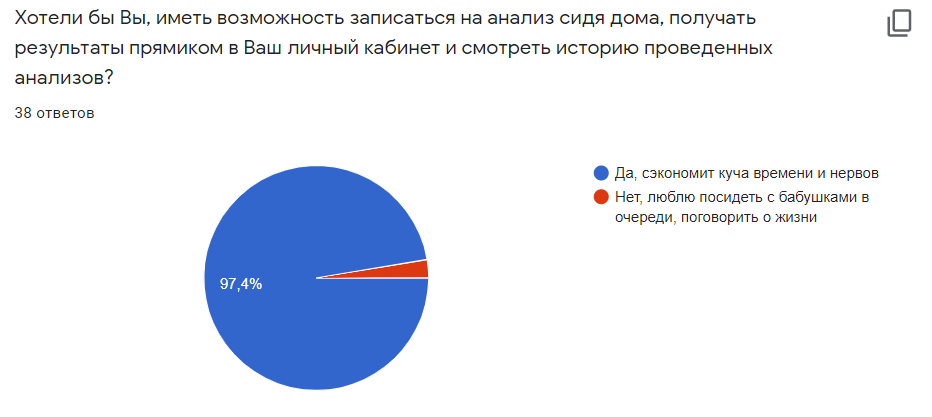 Хотели бы Вы, иметь возможность записаться на анализ сидя дома, получать
результаты прямиком в Ваш личный кабинет и смотреть историю проведенных
анализов?
38 ответов
Да, сэкономит куча времени и нервов
Нет, люблю посидеть с бабушками в
очереди, поговорить о жизни
97,4%